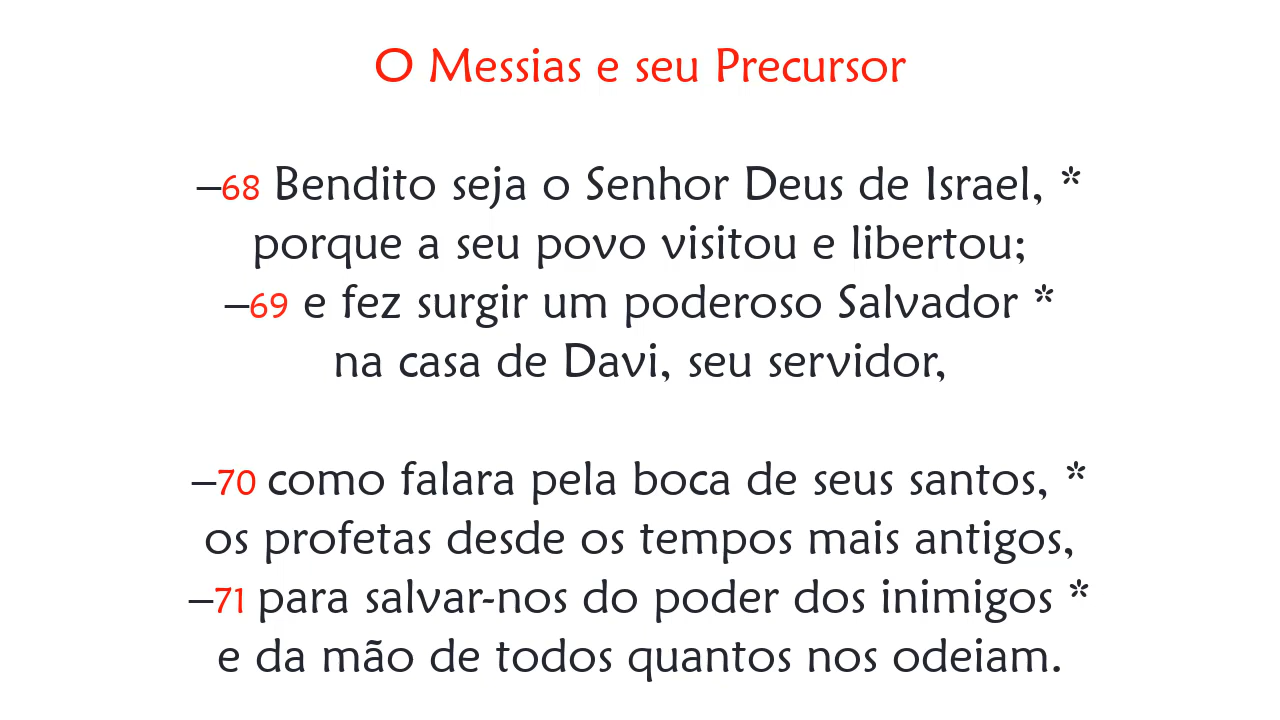 O Messias e seu Precursor
–68 Bendito seja o Senhor Deus de Israel, *
porque a seu povo visitou e libertou;
–69 e fez surgir um poderoso Salvador *
na casa de Davi, seu servidor,
–70 como falara pela boca de seus santos, *
os profetas desde os tempos mais antigos,
–71 para salvar-nos do poder dos inimigos *
e da mão de todos quantos nos odeiam.